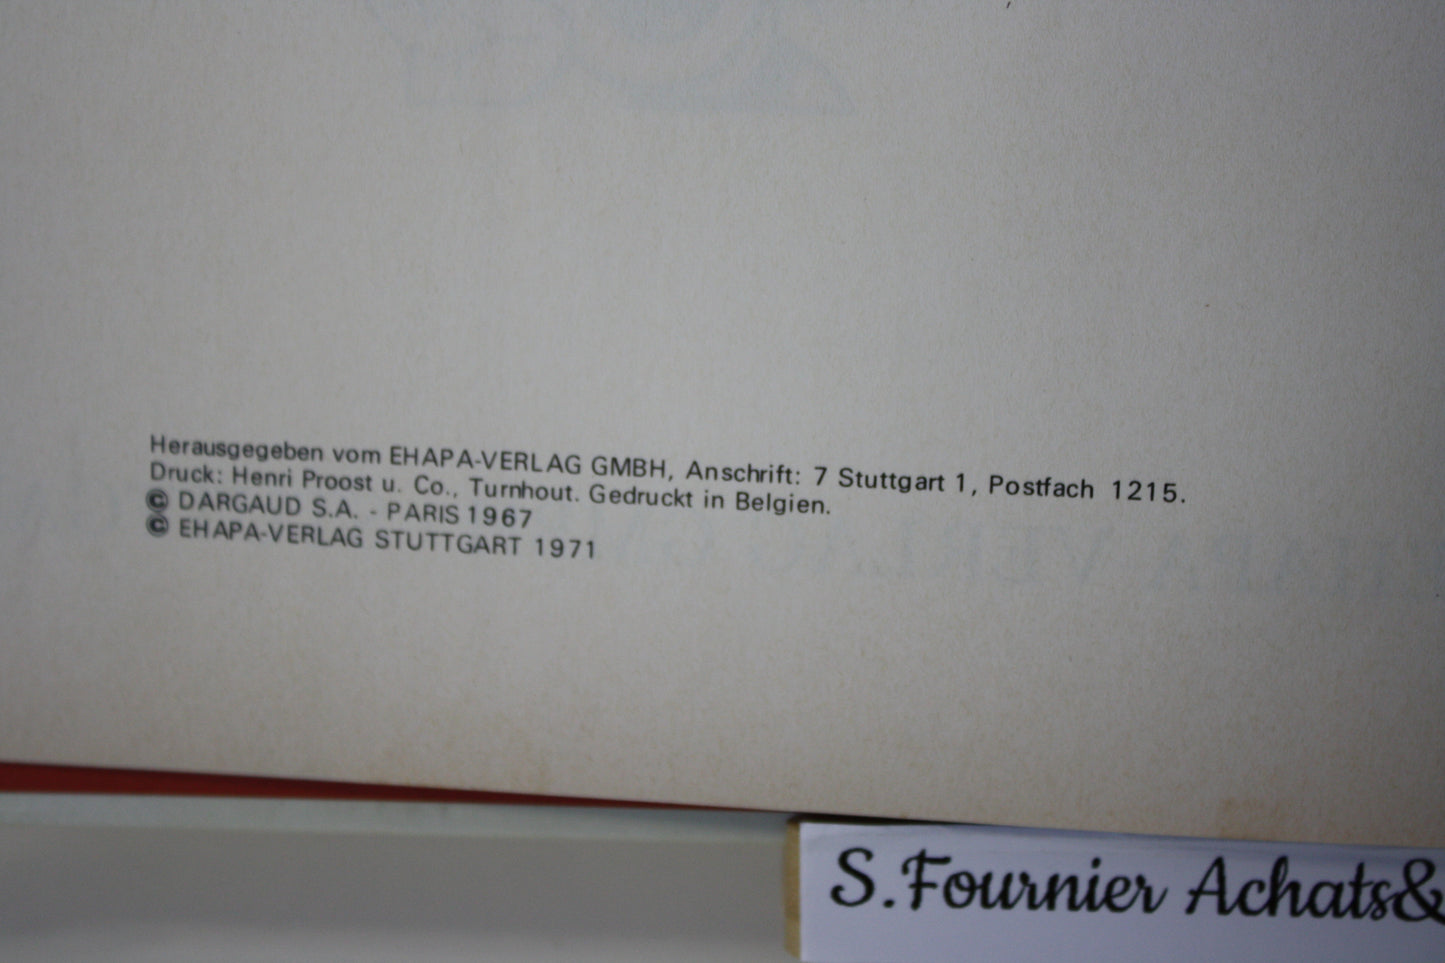 Herausgegeben vom EHAPA-VERLAG GMBH, Anschrift: 7 Stuttgart 1, Postfach 1215.
Druck: Henri Proost u. Co., Turnhout. Gedruckt in Belgien.
© DARGAUD S.A. - PARIS 1967
© EHAPA-VERLAG STUTTGART 1971
S.Fournier Achats&